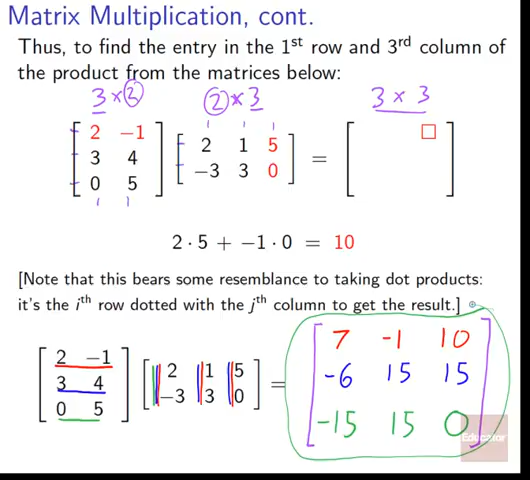 Matrix Multiplication, cont.
Thus, to find the entry in the 1st row and 3rd column of
the product from the matrices below:
3 × 2   2 × 3   3 × 3
[ 2 −1 ] [ 2 1 5 ] = [ □ ]
[ 3 4 ] [ −3 3 0 ]
[ 0 5 ]
2 · 5 + −1 · 0 = 10
[Note that this bears some resemblance to taking dot products:
it's the ith row dotted with the jth column to get the result.]
[ 2 −1 ] [ 2 1 5 ] = [ 7 -1 10 ]
[ 3 4 ] [ −3 3 0 ] [ -6 15 15 ]
[ 0 5 ] [ -15 15 0 ]
Educator